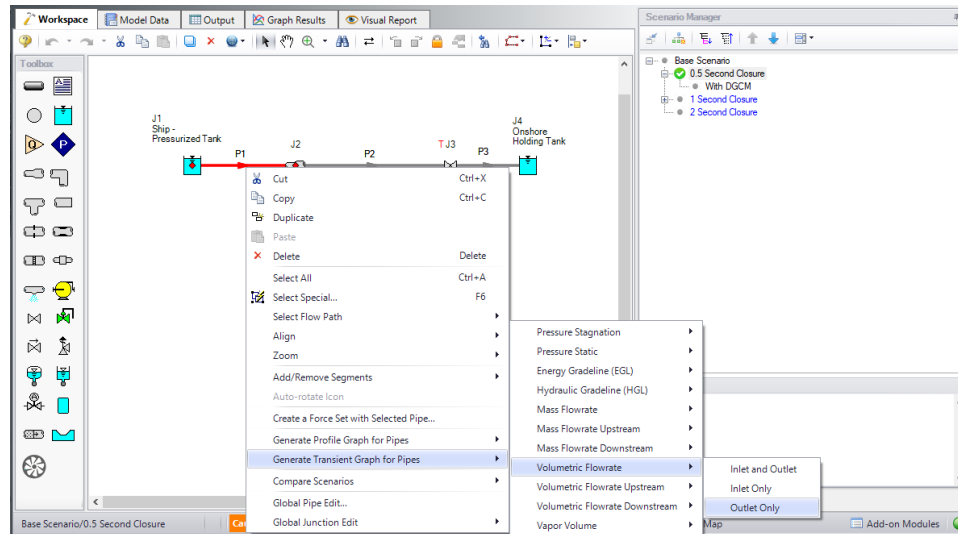 Workspace
Model Data
Output
Graph Results
Visual Report
Scenario Manager
Toolbox
Base Scenario
0.5 Second Closure
With DGCM
1 Second Closure
2 Second Closure
J1
Ship -
Pressurized Tank
P1
J2
P2
T J3
P3
J4
Onshore
Holding Tank
Cut Ctrl+X
Copy Ctrl+C
Duplicate
Paste
Delete Delete
Select All Ctrl+A
Select Special... F6
Select Flow Path
Align
Zoom
Add/Remove Segments
Auto-rotate Icon
Create a Force Set with Selected Pipe...
Generate Profile Graph for Pipes
Generate Transient Graph for Pipes
Compare Scenarios
Global Pipe Edit...
Global Junction Edit
Pressure Stagnation
Pressure Static
Energy Gradeline (EGL)
Hydraulic Gradeline (HGL)
Mass Flowrate
Mass Flowrate Upstream
Mass Flowrate Downstream
Volumetric Flowrate
Volumetric Flowrate Upstream
Volumetric Flowrate Downstream
Vapor Volume
Inlet and Outlet
Inlet Only
Outlet Only
Base Scenario/0.5 Second Closure
Ca
Map
Add-on Modules